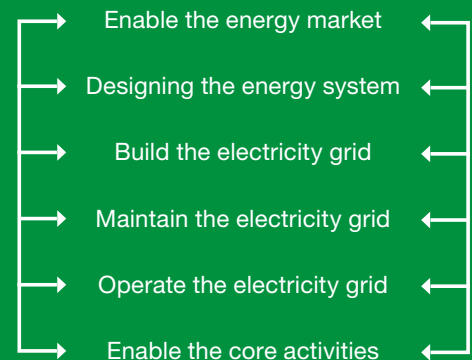 Enable the energy market
Designing the energy system
Build the electricity grid
Maintain the electricity grid
Operate the electricity grid
Enable the core activities